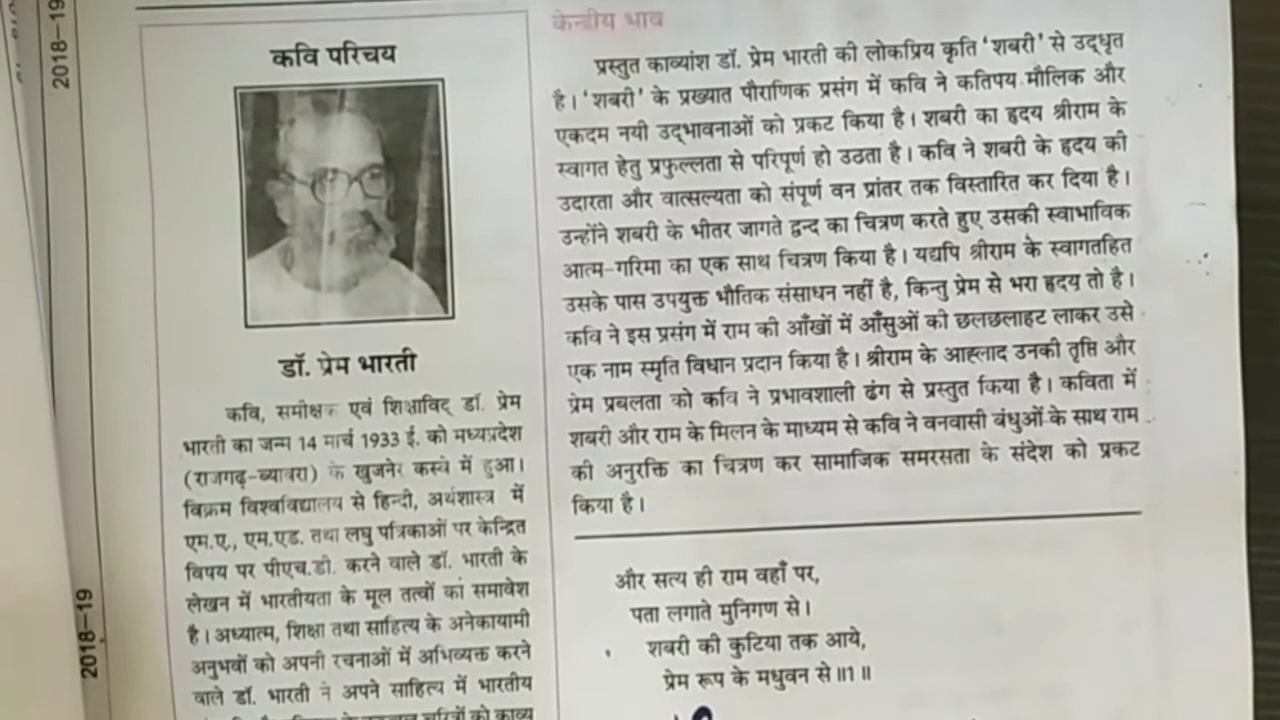 2018-19
2018-19
कवि परिचय
डॉ. प्रेम भारती
कवि, समीक्षक एवं शिक्षाविद् डॉ. प्रेम
भारती का जन्म 14 मार्च 1933 ई. को मध्यप्रदेश
(राजगढ़-ब्यावरा) के खुजनेर कस्बे में हुआ।
विक्रम विश्वविद्यालय से हिन्दी, अर्थशास्त्र में
एम.ए., एम.एड. तथा लघु पत्रिकाओं पर केन्द्रित
विषय पर पीएच.डी. करने वाले डॉ. भारती के
लेखन में भारतीयता के मूल तत्वों का समावेश
है। अध्यात्म, शिक्षा तथा साहित्य के अनेकायामी
अनुभवों को अपनी रचनाओं में अभिव्यक्त करने
वाले डॉ. भारती ने अपने साहित्य में भारतीय
को काव्य
केन्द्रीय भाव
प्रस्तुत काव्यांश डॉ. प्रेम भारती की लोकप्रिय कृति 'शबरी' से उद्धृत
है। 'शबरी' के प्रख्यात पौराणिक प्रसंग में कवि ने कतिपय मौलिक और
एकदम नयी उद्भावनाओं को प्रकट किया है। शबरी का हृदय श्रीराम के
स्वागत हेतु प्रफुल्लता से परिपूर्ण हो उठता है। कवि ने शबरी के हृदय की
उदारता और वात्सल्यता को संपूर्ण वन प्रांतर तक विस्तारित कर दिया है।
उन्होंने शबरी के भीतर जागते द्वन्द का चित्रण करते हुए उसकी स्वाभाविक
आत्म-गरिमा का एक साथ चित्रण किया है। यद्यपि श्रीराम के स्वागतहित
उसके पास उपयुक्त भौतिक संसाधन नहीं है, किन्तु प्रेम से भरा हृदय तो है।
कवि ने इस प्रसंग में राम की आँखों में आँसुओं की छलछलाहट लाकर उसे
एक नाम स्मृति विधान प्रदान किया है। श्रीराम के आह्लाद उनकी तृप्ति और
प्रेम प्रबलता को कवि ने प्रभावशाली ढंग से प्रस्तुत किया है। कविता में
शबरी और राम के मिलन के माध्यम से कवि ने वनवासी बंधुओं के साथ राम
की अनुरक्ति का चित्रण कर सामाजिक समरसता के संदेश को प्रकट
किया है।
और सत्य ही राम वहाँ पर,
पता लगाते मुनिगण से।
शबरी की कुटिया तक आये,
प्रेम रूप के मधुवन से॥1॥